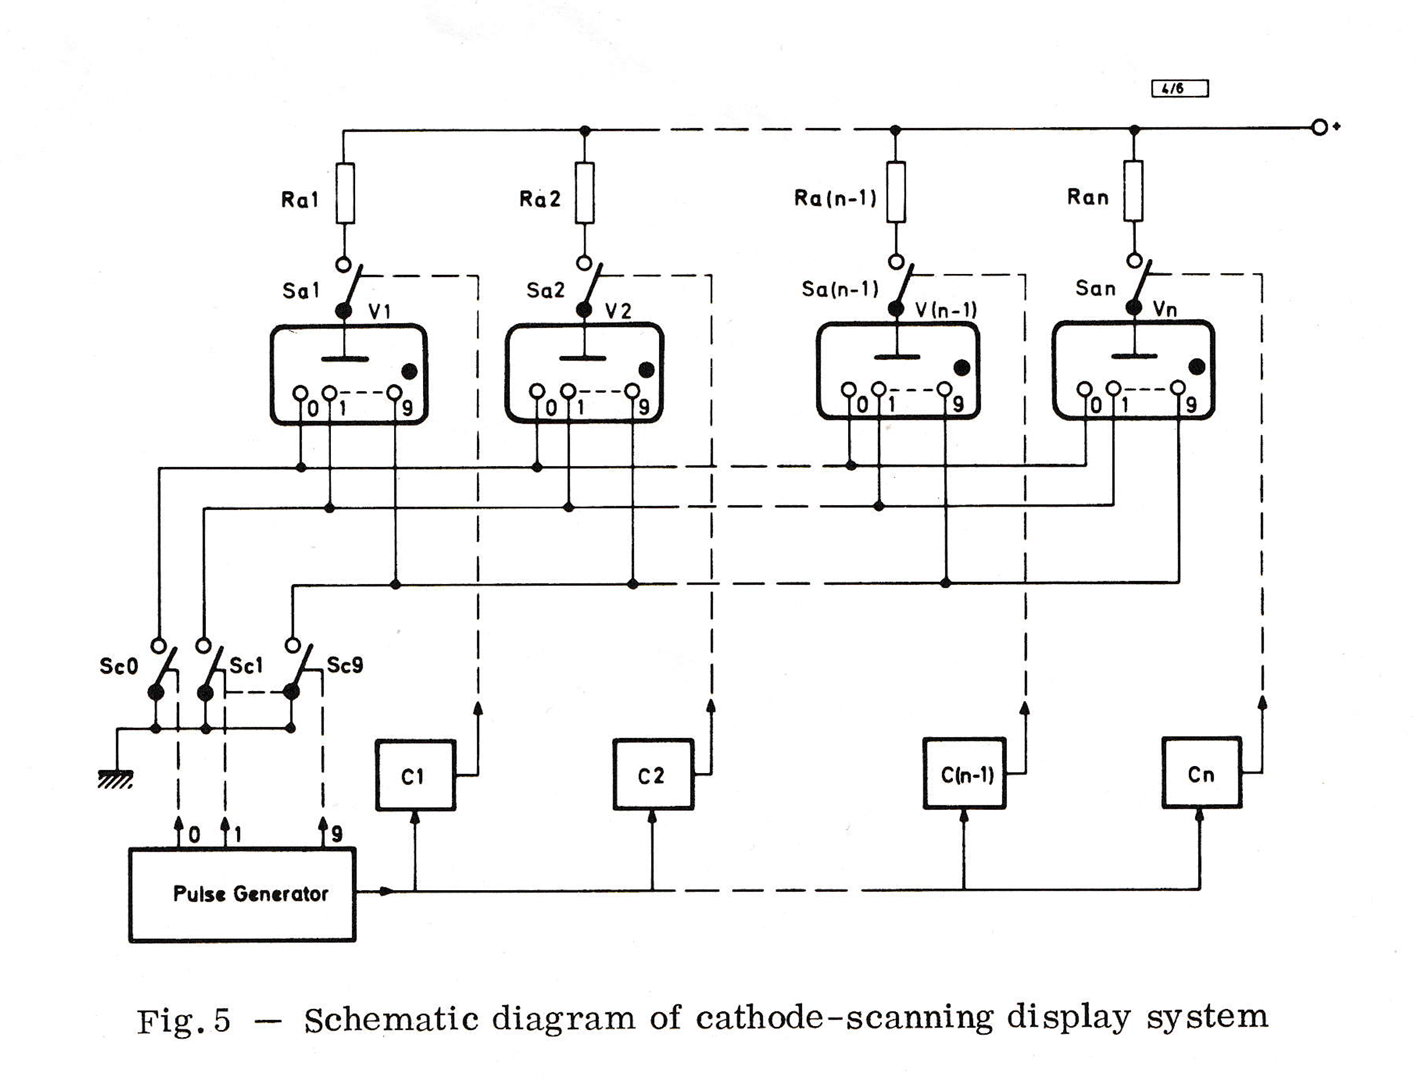 4/6
+
Ra1 Ra2 Ra(n-1) Ran
Sa1 Sa2 Sa(n-1) San
V1 V2 V(n-1) Vn
0 1 9 0 1 9 0 1 9 0 1 9
Sc0 Sc1 Sc9
C1 C2 C(n-1) Cn
0 1 9
Pulse Generator
Fig. 5 — Schematic diagram of cathode-scanning display system